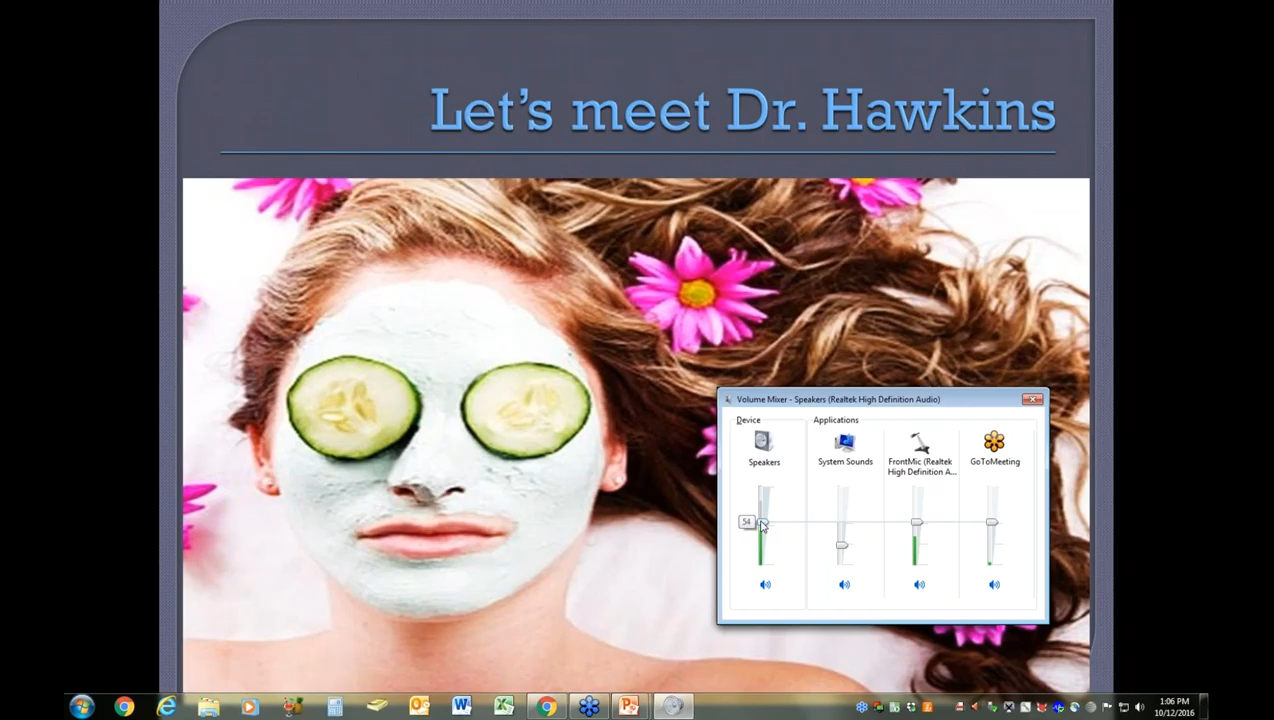 Let's meet Dr. Hawkins
Volume Mixer - Speakers (Realtek High Definition Audio)
Device
Applications
Speakers
System Sounds
FrontMic (Realtek
High Definition A...
GoToMeeting
54
1:06 PM
10/12/2016